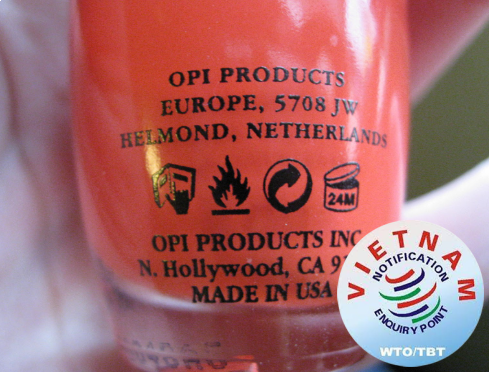 OPI PRODUCTS
EUROPE, 5708 JW
HELMOND, NETHERLANDS
24M
OPI PRODUCTS INC
N. Hollywood, CA
MADE IN USA
VIETNAM
NOTIFICATION
ENQUIRY POINT
WTO/TBT